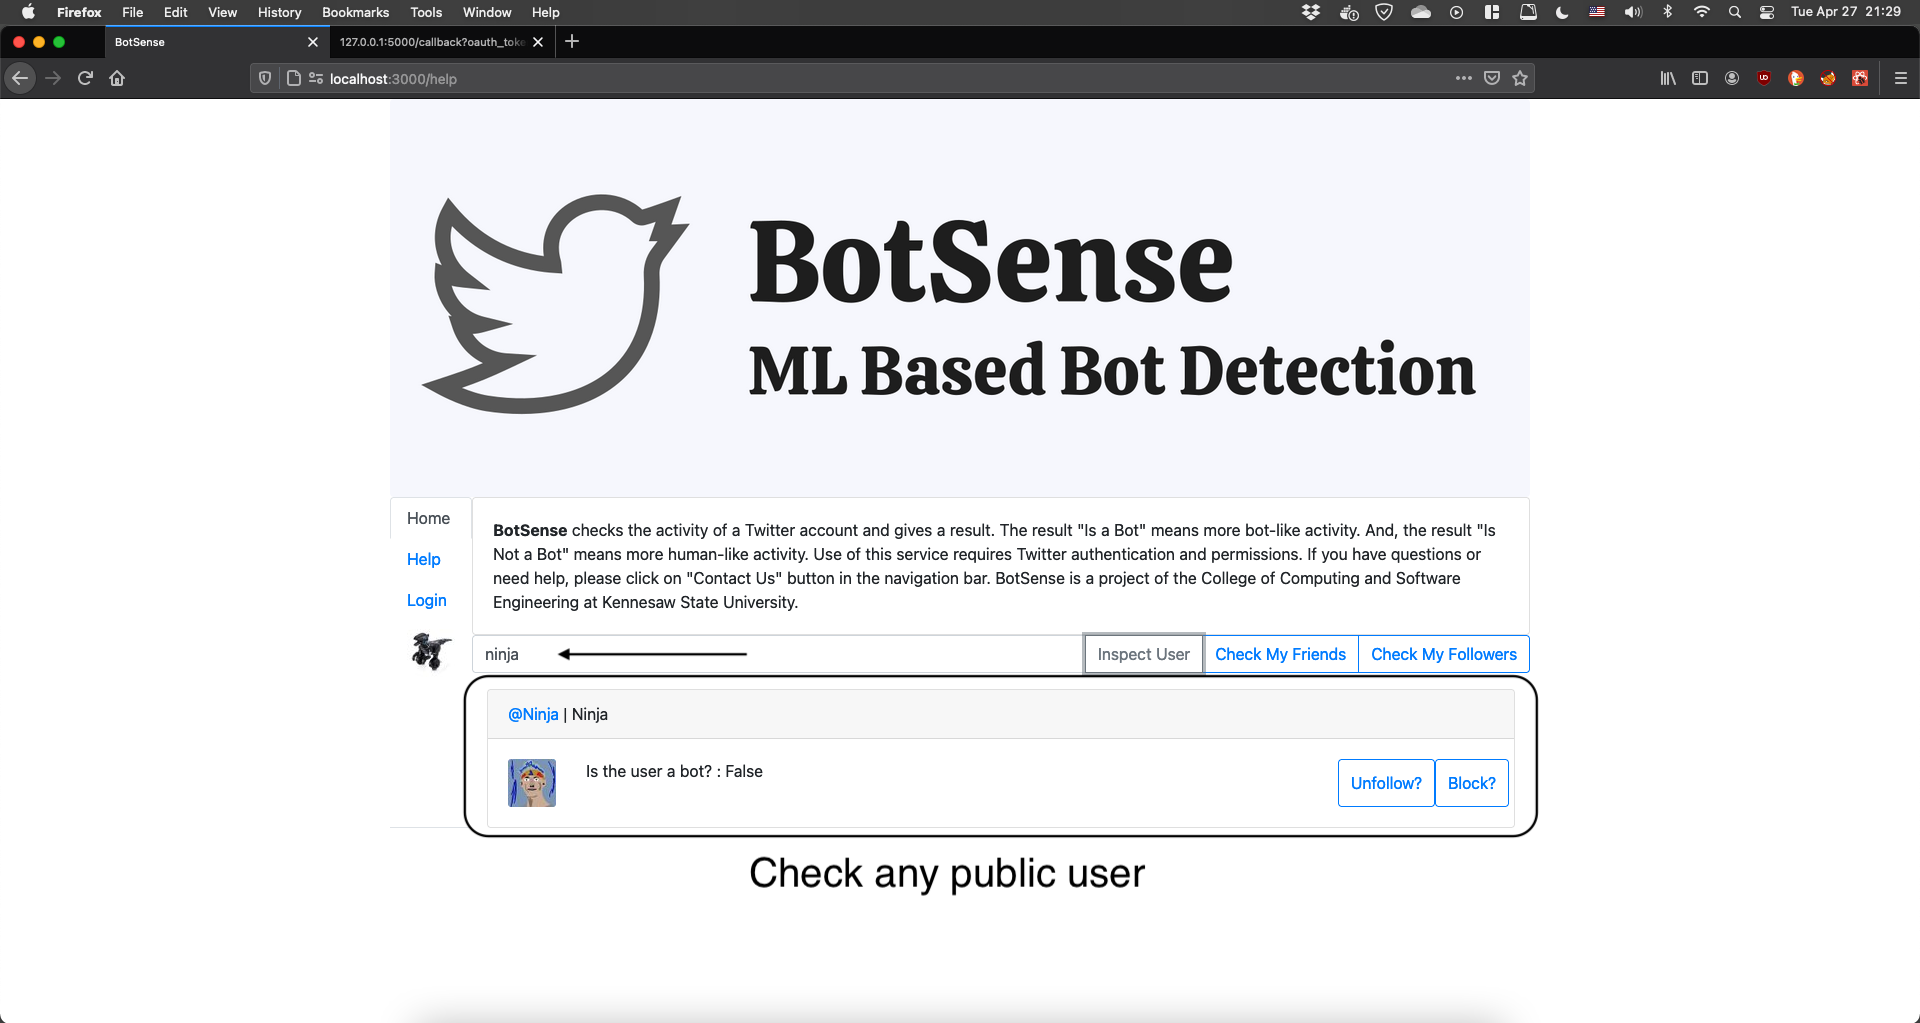 Firefox File Edit View History Bookmarks Tools Window Help Tue Apr 27 21:29
BotSense 127.0.0.1:5000/callback?oauth_toke
localhost:3000/help
BotSense
ML Based Bot Detection
Home
Help
Login
BotSense checks the activity of a Twitter account and gives a result. The result "Is a Bot" means more bot-like activity. And, the result "Is
Not a Bot" means more human-like activity. Use of this service requires Twitter authentication and permissions. If you have questions or
need help, please click on "Contact Us" button in the navigation bar. BotSense is a project of the College of Computing and Software
Engineering at Kennesaw State University.
ninja Inspect User Check My Friends Check My Followers
@Ninja | Ninja
Is the user a bot? : False Unfollow? Block?
Check any public user